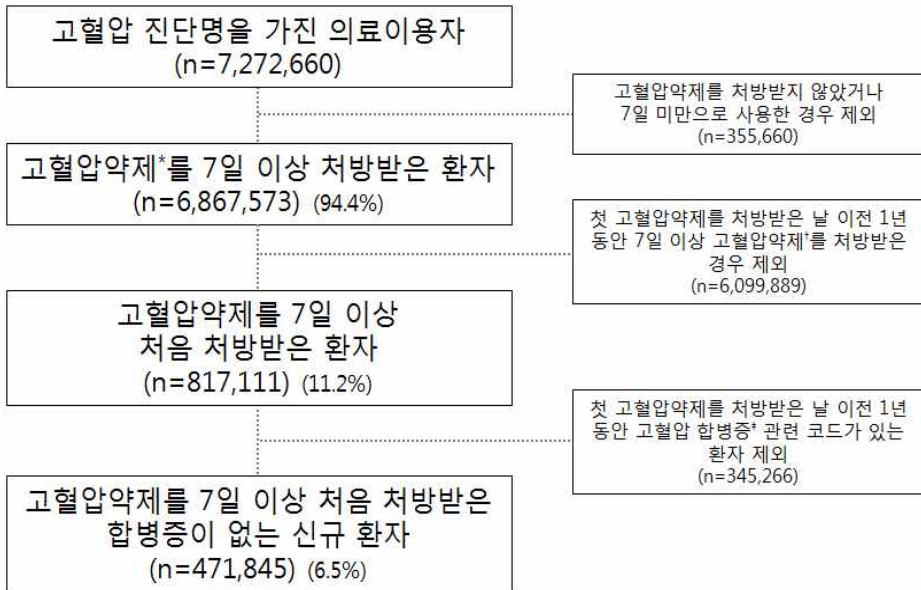 고혈압 진단명을 가진 의료이용자
(n=7,272,660)
고혈압약제를 처방받지 않았거나
7일 미만으로 사용한 경우 제외
(n=355,660)
고혈압약제*를 7일 이상 처방받은 환자
(n=6,867,573) (94.4%)
첫 고혈압약제를 처방받은 날 이전 1년
동안 7일 이상 고혈압약제†를 처방받은
경우 제외
(n=6,099,889)
고혈압약제를 7일 이상
처음 처방받은 환자
(n=817,111) (11.2%)
첫 고혈압약제를 처방받은 날 이전 1년
동안 고혈압 합병증‡ 관련 코드가 있는
환자 제외
(n=345,266)
고혈압약제를 7일 이상 처음 처방받은
합병증이 없는 신규 환자
(n=471,845) (6.5%)